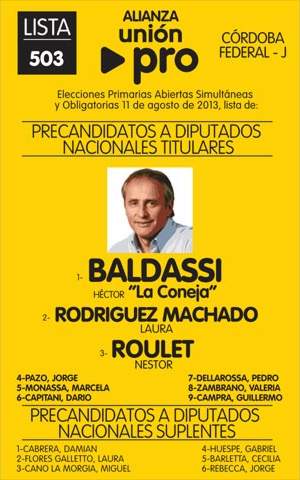 LISTA
503
ALIANZA
unión
pro
CÓRDOBA
FEDERAL - J
Elecciones Primarias Abiertas Simultáneas
y Obligatorias 11 de agosto de 2013, lista de:
PRECANDIDATOS A DIPUTADOS
NACIONALES TITULARES
1- BALDASSI
HÉCTOR "La Coneja"
2- RODRIGUEZ MACHADO
LAURA
3- ROULET
NESTOR
4-PAZO, JORGE
5-MONASSA, MARCELA
6-CAPITANI, DARIO
7-DELLAROSSA, PEDRO
8-ZAMBRANO, VALERIA
9-CAMPRA, GUILLERMO
PRECANDIDATOS A DIPUTADOS
NACIONALES SUPLENTES
1-CABRERA, DAMIAN
2-FLORES GALLETTO, LAURA
3-CANO LA MORGIA, MIGUEL
4-HUESPE, GABRIEL
5-BARLETTA, CECILIA
6-REBECCA, JORGE